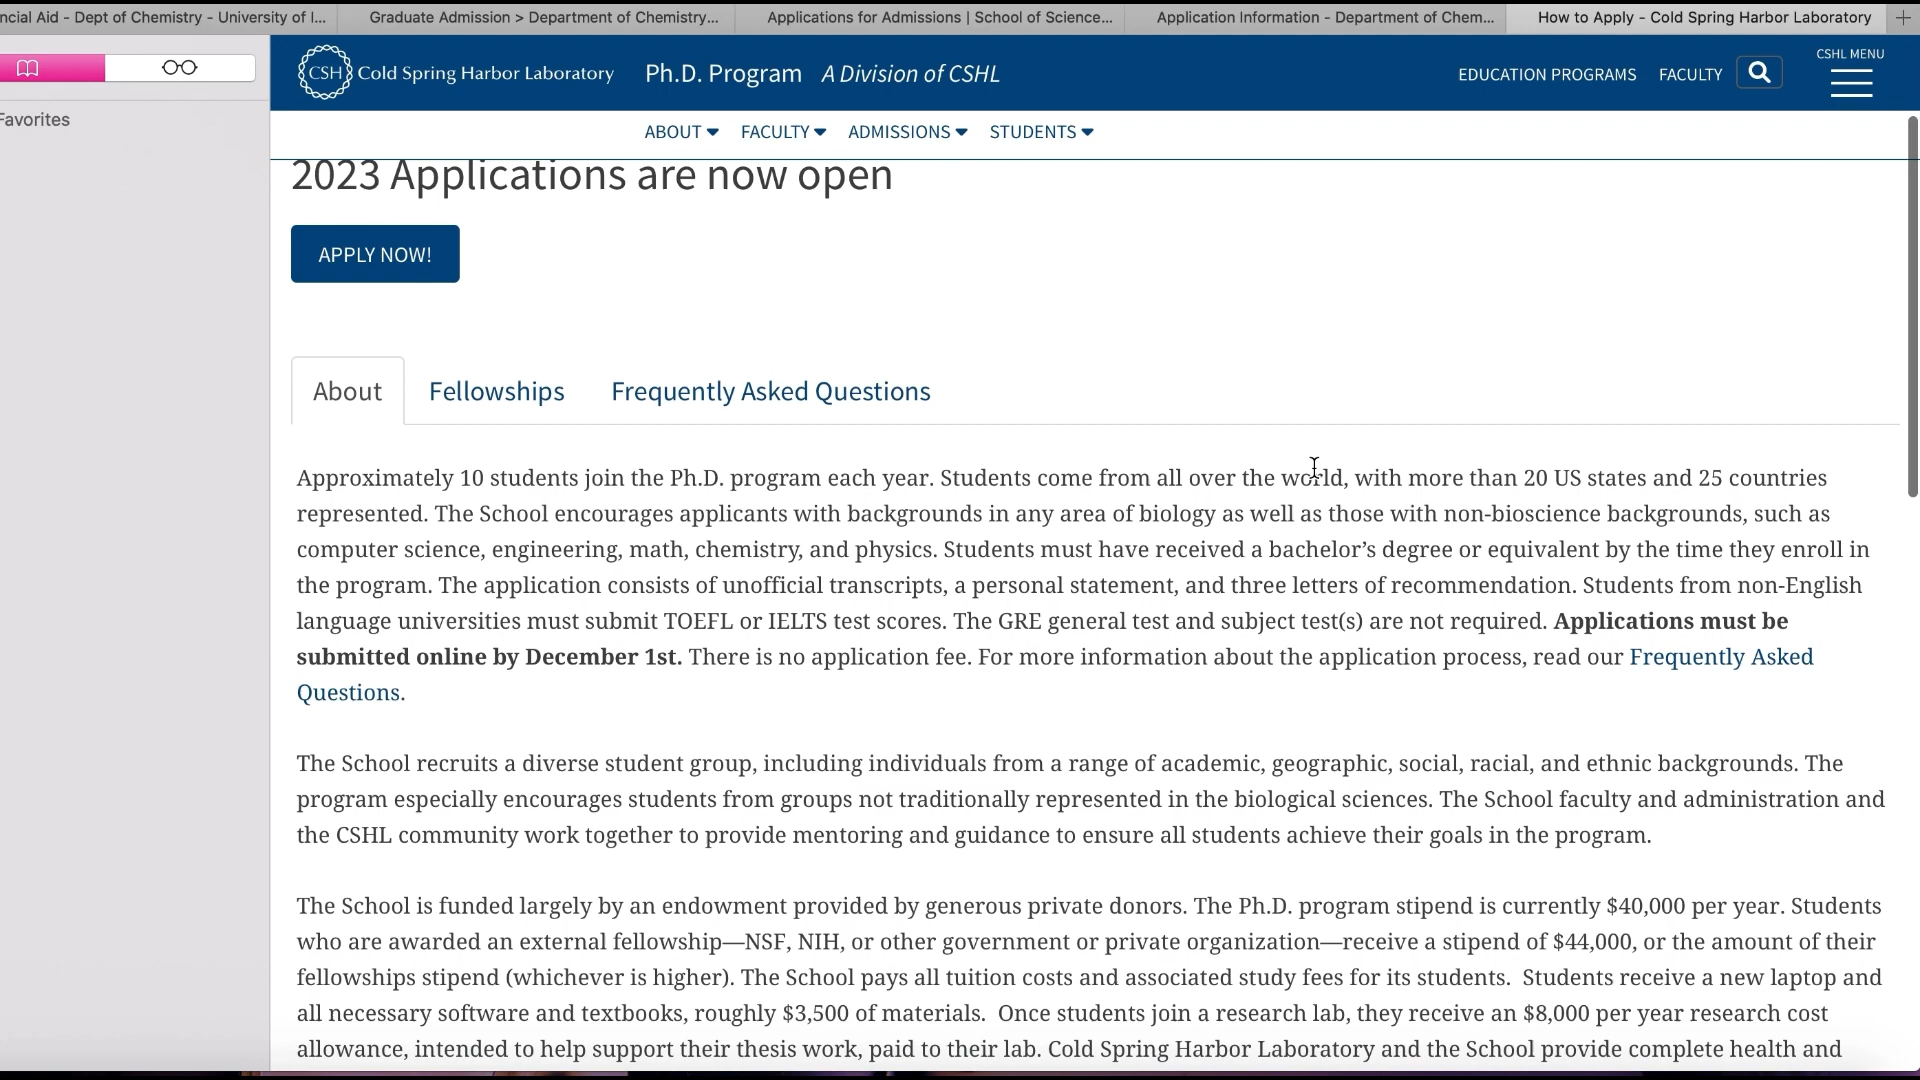 ncial Aid - Dept of Chemistry - University of I...
Graduate Admission > Department of Chemistry...
Applications for Admissions | School of Science...
Application Information - Department of Chem...
How to Apply - Cold Spring Harbor Laboratory
Favorites
CSH Cold Spring Harbor Laboratory
Ph.D. Program A Division of CSHL
EDUCATION PROGRAMS FACULTY
CSHL MENU
ABOUT FACULTY ADMISSIONS STUDENTS
2023 Applications are now open
APPLY NOW!
About Fellowships Frequently Asked Questions
Approximately 10 students join the Ph.D. program each year. Students come from all over the world, with more than 20 US states and 25 countries
represented. The School encourages applicants with backgrounds in any area of biology as well as those with non-bioscience backgrounds, such as
computer science, engineering, math, chemistry, and physics. Students must have received a bachelor’s degree or equivalent by the time they enroll in
the program. The application consists of unofficial transcripts, a personal statement, and three letters of recommendation. Students from non-English
language universities must submit TOEFL or IELTS test scores. The GRE general test and subject test(s) are not required. Applications must be
submitted online by December 1st. There is no application fee. For more information about the application process, read our Frequently Asked
Questions.
The School recruits a diverse student group, including individuals from a range of academic, geographic, social, racial, and ethnic backgrounds. The
program especially encourages students from groups not traditionally represented in the biological sciences. The School faculty and administration and
the CSHL community work together to provide mentoring and guidance to ensure all students achieve their goals in the program.
The School is funded largely by an endowment provided by generous private donors. The Ph.D. program stipend is currently $40,000 per year. Students
who are awarded an external fellowship—NSF, NIH, or other government or private organization—receive a stipend of $44,000, or the amount of their
fellowships stipend (whichever is higher). The School pays all tuition costs and associated study fees for its students. Students receive a new laptop and
all necessary software and textbooks, roughly $3,500 of materials. Once students join a research lab, they receive an $8,000 per year research cost
allowance, intended to help support their thesis work, paid to their lab. Cold Spring Harbor Laboratory and the School provide complete health and